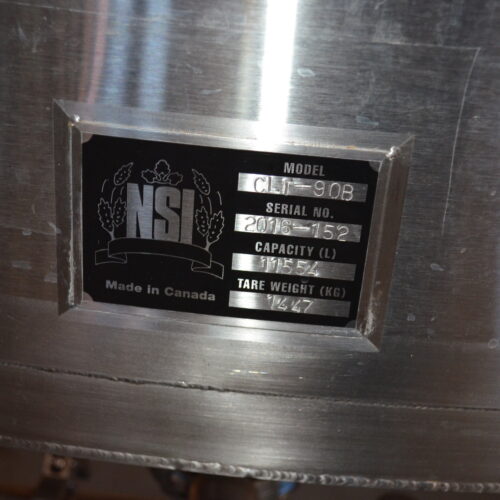 NSI
Made in Canada
MODEL
CLT-90B
SERIAL NO.
2016-152
CAPACITY (L)
11554
TARE WEIGHT (KG)
1447